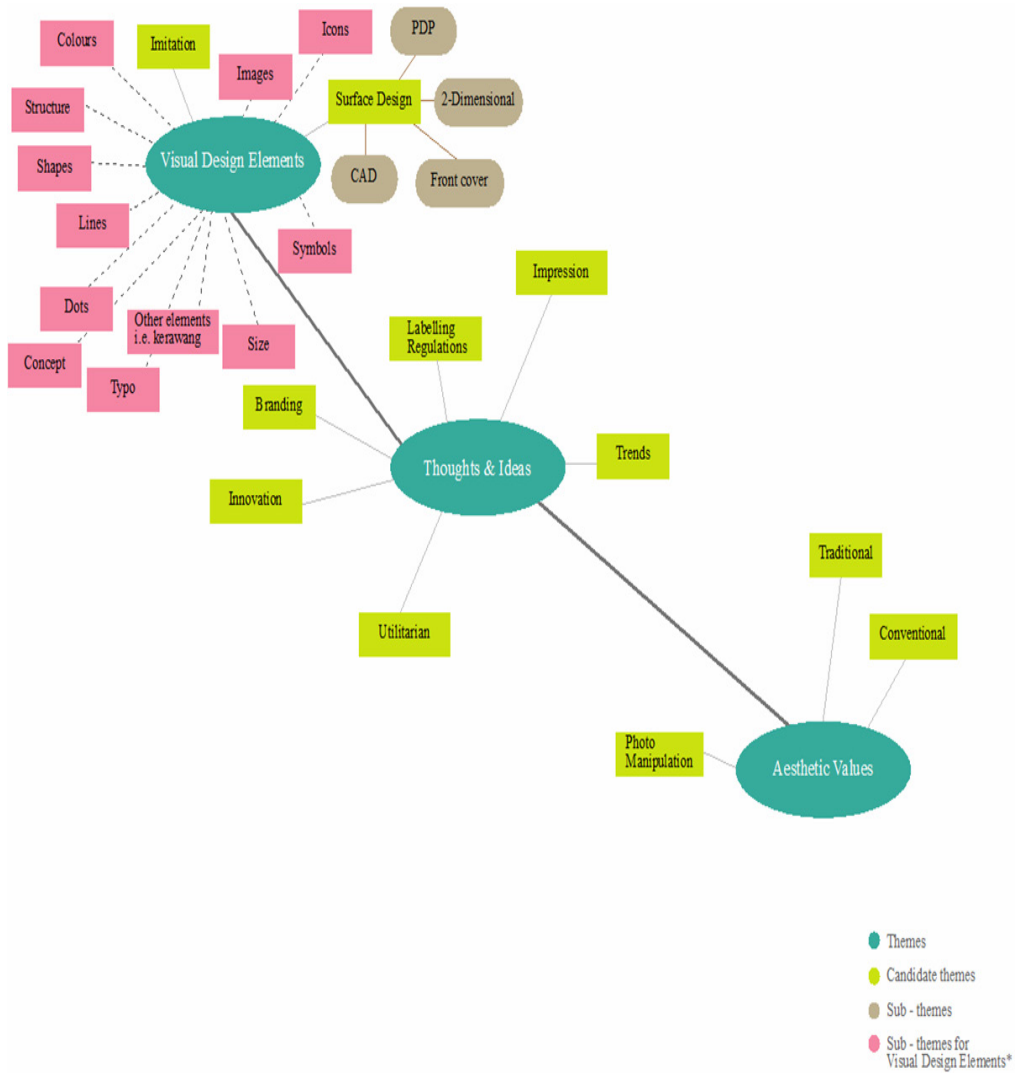 PDP
Icons
Colours
Imitation
Images
Surface Design
2-Dimensional
Structure
Visual Design Elements
Shapes
CAD
Front cover
Lines
Symbols
Impression
Dots
Other elements
i.e. kerawang
Size
Labelling
Regulations
Concept
Typo
Branding
Trends
Thoughts & Ideas
Innovation
Traditional
Utilitarian
Conventional
Photo
Manipulation
Aesthetic Values
Themes
Candidate themes
Sub - themes
Sub - themes for
Visual Design Elements*